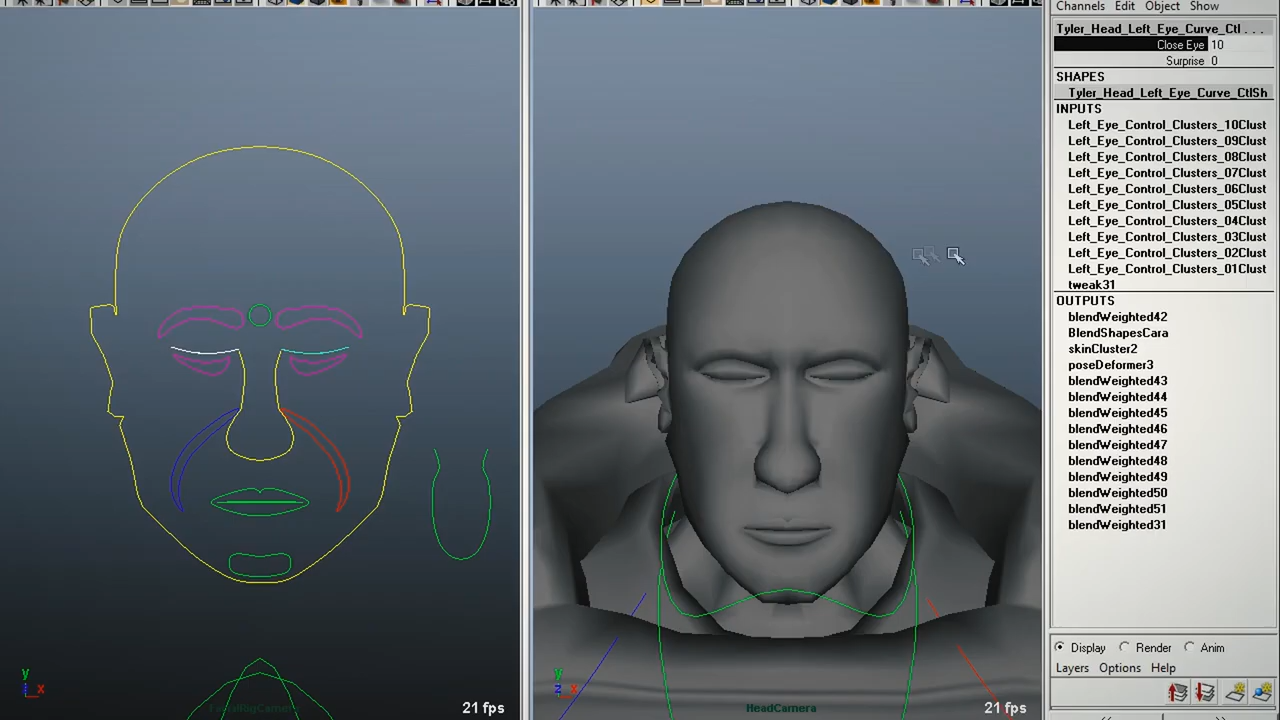 Channels Edit Object Show
Tyler_Head_Left_Eye_Curve_Ctl . . .
Close Eye 10
Surprise 0
SHAPES
Tyler_Head_Left_Eye_Curve_CtlSh
INPUTS
Left_Eye_Control_Clusters_10Clust
Left_Eye_Control_Clusters_09Clust
Left_Eye_Control_Clusters_08Clust
Left_Eye_Control_Clusters_07Clust
Left_Eye_Control_Clusters_06Clust
Left_Eye_Control_Clusters_05Clust
Left_Eye_Control_Clusters_04Clust
Left_Eye_Control_Clusters_03Clust
Left_Eye_Control_Clusters_02Clust
Left_Eye_Control_Clusters_01Clust
tweak31
OUTPUTS
blendWeighted42
BlendShapesCara
skinCluster2
poseDeformer3
blendWeighted43
blendWeighted44
blendWeighted45
blendWeighted46
blendWeighted47
blendWeighted48
blendWeighted49
blendWeighted50
blendWeighted51
blendWeighted31
Display Render Anim
Layers Options Help
y
x
FacialRigCamera
21 fps
y
z x
HeadCamera
21 fps